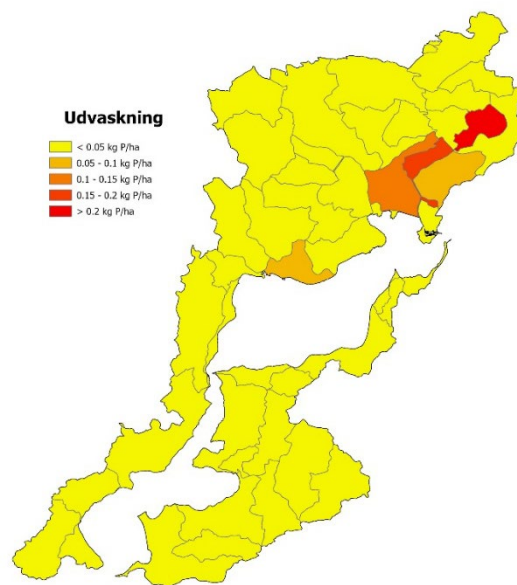 Udvaskning
< 0.05 kg P/ha
0.05 - 0.1 kg P/ha
0.1 - 0.15 kg P/ha
0.15 - 0.2 kg P/ha
> 0.2 kg P/ha